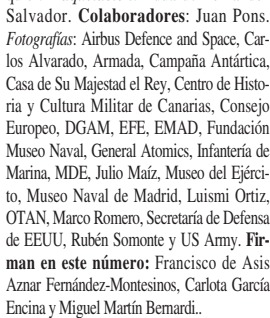 Salvador. Colaboradores: Juan Pons.
Fotografías: Airbus Defence and Space, Car-
los Alvarado, Armada, Campaña Antártica,
Casa de Su Majestad el Rey, Centro de Histo-
ria y Cultura Militar de Canarias, Consejo
Europeo, DGAM, EFE, EMAD, Fundación
Museo Naval, General Atomics, Infantería de
Marina, MDE, Julio Maíz, Museo del Ejérci-
to, Museo Naval de Madrid, Luismi Ortiz,
OTAN, Marco Romero, Secretaría de Defensa
de EEUU, Rubén Somonte y US Army. Fir-
man en este número: Francisco de Asis
Aznar Fernández-Montesinos, Carlota García
Encina y Miguel Martín Bernardi..